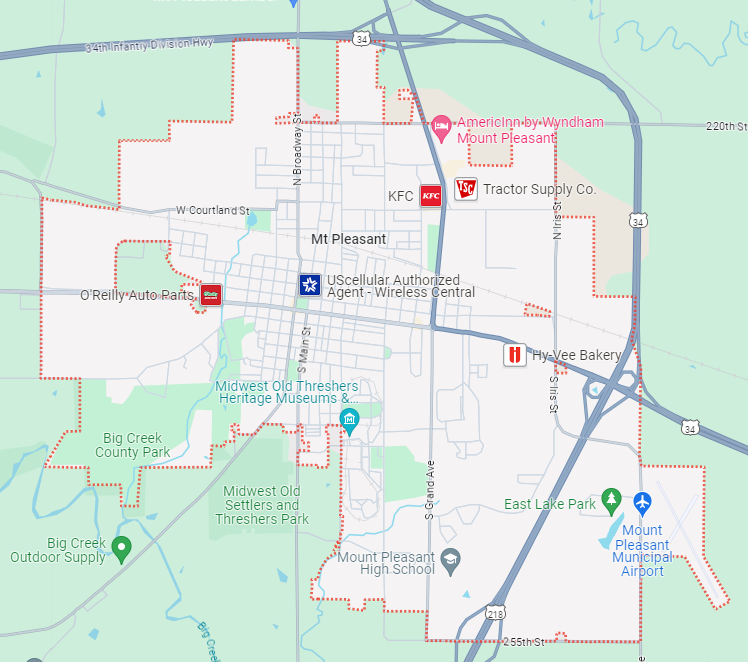 34
34th Infantry Division Hwy
AmericInn by Wyndham
Mount Pleasant
220th St
N Broadway St
KFC
KFC
TSC
Tractor Supply Co.
W Courtland St
N Iris St
34
Mt Pleasant
O'Reilly Auto Parts
UScellular Authorized
Agent - Wireless Central
S Main St
Hy-Vee Bakery
Midwest Old Threshers
Heritage Museums &...
S Iris St
34
Big Creek
County Park
S Grand Ave
Midwest Old
Settlers and
Threshers Park
East Lake Park
Mount
Pleasant
Municipal
Airport
Big Creek
Outdoor Supply
Mount Pleasant
High School
218
255th St
Big Creek